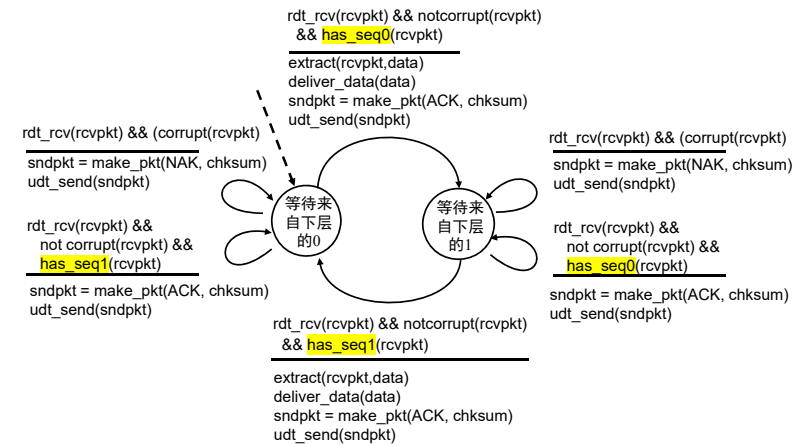 rdt_rcv(rcvpkt) && notcorrupt(rcvpkt)
&& has_seq0(rcvpkt)
extract(rcvpkt,data)
deliver_data(data)
sndpkt = make_pkt(ACK, chksum)
udt_send(sndpkt)
rdt_rcv(rcvpkt) && (corrupt(rcvpkt)
sndpkt = make_pkt(NAK, chksum)
udt_send(sndpkt)
rdt_rcv(rcvpkt) &&
not corrupt(rcvpkt) &&
has_seq1(rcvpkt)
sndpkt = make_pkt(ACK, chksum)
udt_send(sndpkt)
等待来
自下层
的0
等待来
自下层
的1
rdt_rcv(rcvpkt) && (corrupt(rcvpkt)
sndpkt = make_pkt(NAK, chksum)
udt_send(sndpkt)
rdt_rcv(rcvpkt) &&
not corrupt(rcvpkt) &&
has_seq0(rcvpkt)
sndpkt = make_pkt(ACK, chksum)
udt_send(sndpkt)
rdt_rcv(rcvpkt) && notcorrupt(rcvpkt)
&& has_seq1(rcvpkt)
extract(rcvpkt,data)
deliver_data(data)
sndpkt = make_pkt(ACK, chksum)
udt_send(sndpkt)